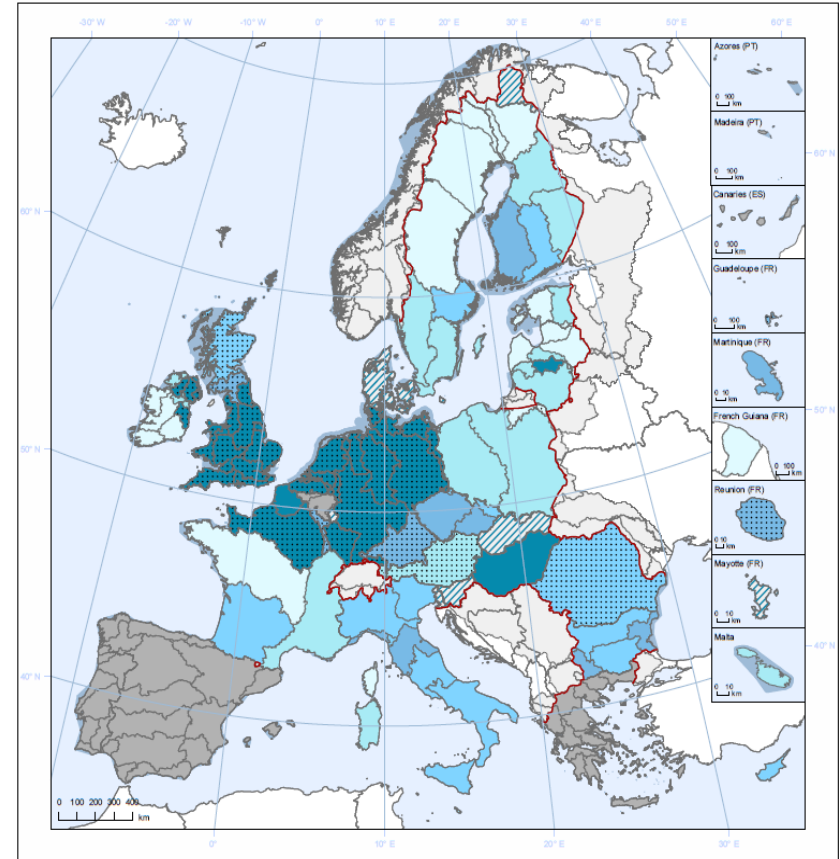 -30° W
-20° W
-10° W
0°
10° E
20° E
30° E
40° E
50° E
60° E
60° N
50° N
40° N
60° N
50° N
40° N
0°
10° E
20° E
30° E
0 100 200 300 400
km
Azores (PT)
0 100
km
Madeira (PT)
0 100
km
Canaries (ES)
0 100
km
Guadeloupe (FR)
0 100
km
Martinique (FR)
0 10
km
French Guiana (FR)
0 100
km
Reunion (FR)
0 10
km
Mayotte (FR)
0 10
km
Malta
0 10
km